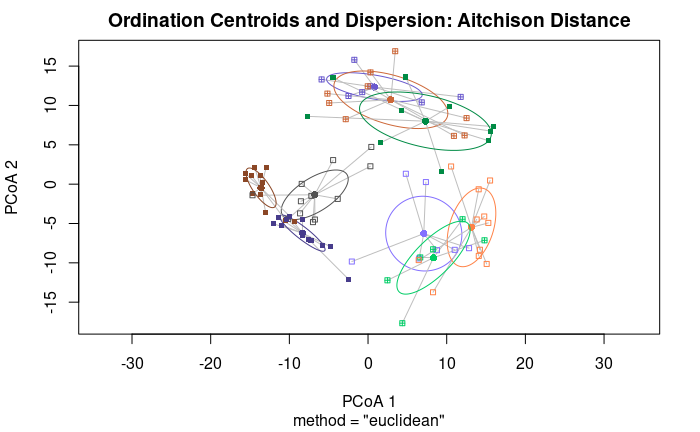 Ordination Centroids and Dispersion: Aitchison Distance
PCoA 2
15
10
5
0
-5
-10
-15
-30 -20 -10 0 10 20 30
PCoA 1
method = "euclidean"